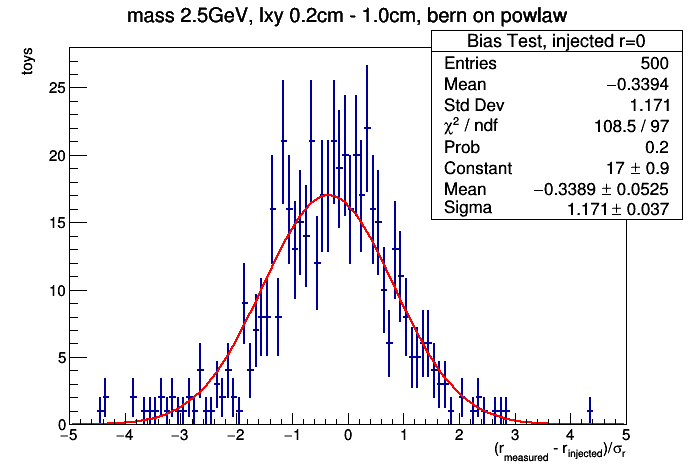 mass 2.5GeV, lxy 0.2cm - 1.0cm, bern on powlaw
Bias Test, injected r=0
Entries 500
Mean −0.3394
Std Dev 1.171
χ² / ndf 108.5 / 97
Prob 0.2
Constant 17 ± 0.9
Mean −0.3389 ± 0.0525
Sigma 1.171 ± 0.037
toys
25
20
15
10
5
0
−5 −4 −3 −2 −1 0 1 2 3 4 5
(r_measured - r_injected)/σ_r